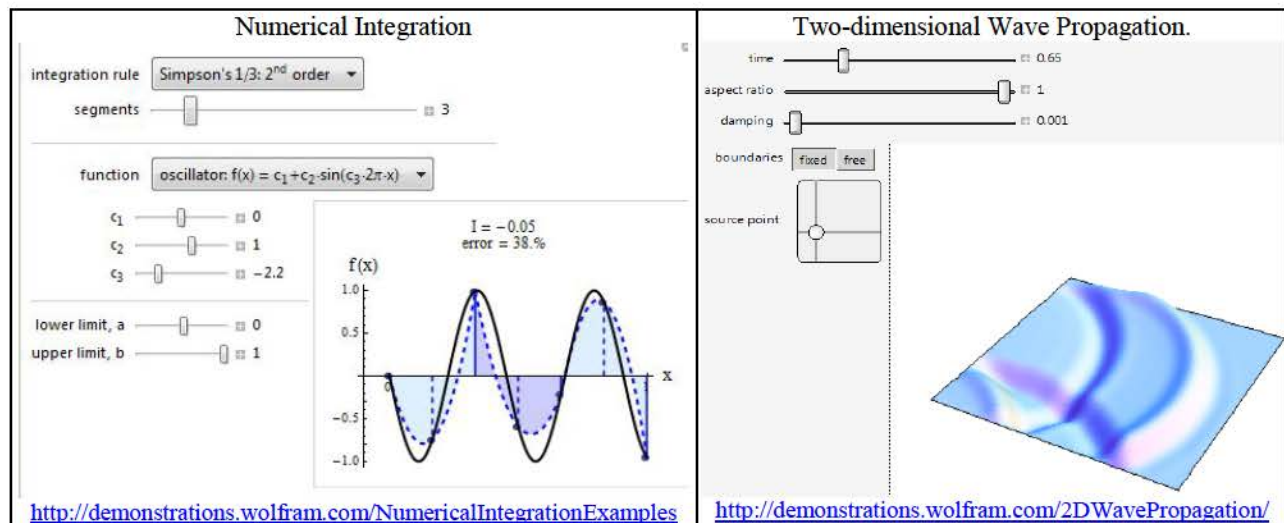 Numerical Integration
integration rule Simpson's 1/3: 2nd order
segments 3
function oscillator: f(x) = c1+c2·sin(c3·2π·x)
c1 0
c2 1
c3 -2.2
lower limit, a 0
upper limit, b 1
I = -0.05
error = 38.%
f(x)
1.0
0.5
0
x
-0.5
-1.0
http://demonstrations.wolfram.com/NumericalIntegrationExamples
Two-dimensional Wave Propagation.
time 0.65
aspect ratio 1
damping 0.001
boundaries fixed free
source point
http://demonstrations.wolfram.com/2DWavePropagation/